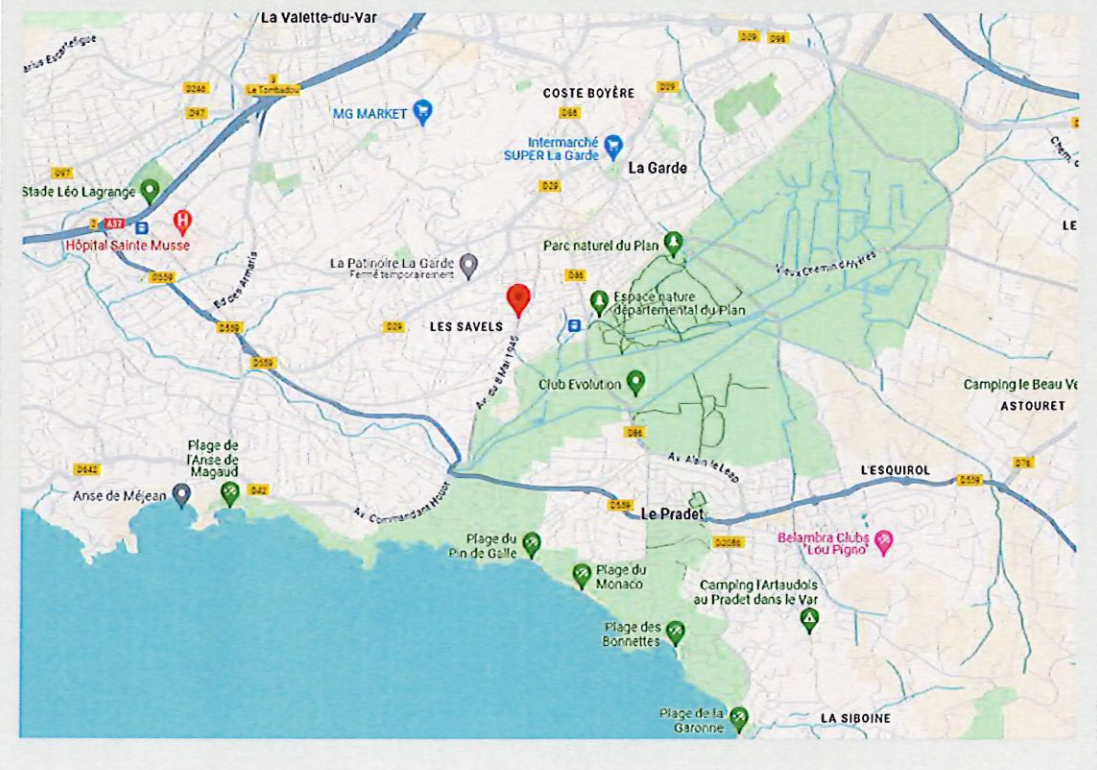 La Valette-du-Var
D29
D98
D246
Le Tombadou
D97
MG MARKET
COSTE BOYÈRE
D29
D86
Intermarché
SUPER La Garde
La Garde
D97
Stade Léo Lagrange
D29
2
A57
H
Hôpital Sainte Musse
LE
Parc naturel du Plan
Vieux Chemin d'Hyères
La Patinoire La Garde
Fermé temporairement
D86
D559
Bd des Armaris
Espace nature
départemental du Plan
D559
D29
LES SAVELS
Av. du 8 Mai 1945
D559
Club Evolution
Camping le Beau Ve
ASTOURET
D86
Plage de
l'Anse de
Magaud
Av. Alain le Leap
L'ESQUIROL
D76
D642
Anse de Méjean
D42
D559
D559
Av. Commandant Houot
Le Pradet
Plage du
Pin de Galle
D2086
Belambra Clubs
"Lou Pigno"
Plage du
Monaco
Camping l'Artaudois
au Pradet dans le Var
Plage des
Bonnettes
Plage de la
Garonne
LA SIBOINE